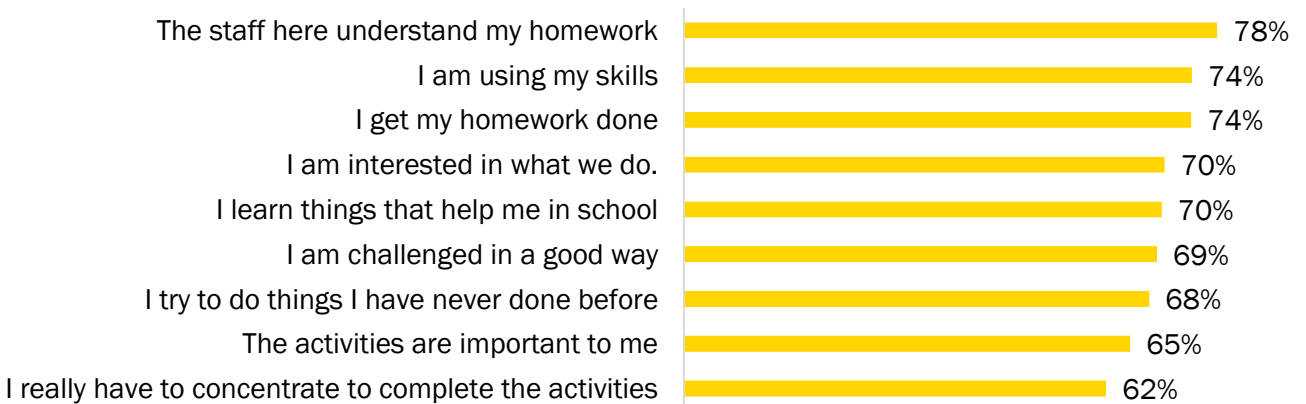 The staff here understand my homework 78%
I am using my skills 74%
I get my homework done 74%
I am interested in what we do. 70%
I learn things that help me in school 70%
I am challenged in a good way 69%
I try to do things I have never done before 68%
The activities are important to me 65%
I really have to concentrate to complete the activities 62%